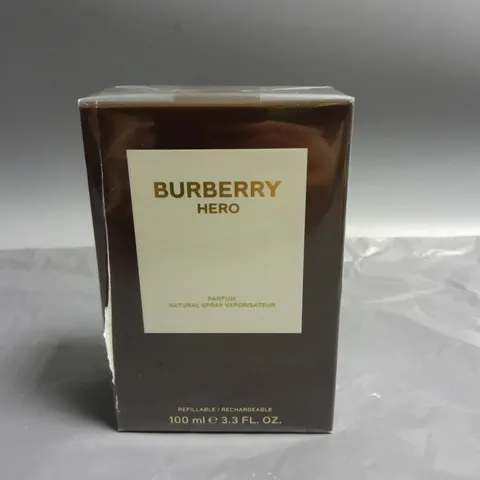 BURBERRY
HERO
PARFUM
NATURAL SPRAY VAPORISATEUR
REFILLABLE / RECHARGEABLE
100 ml ℮ 3.3 FL. OZ.